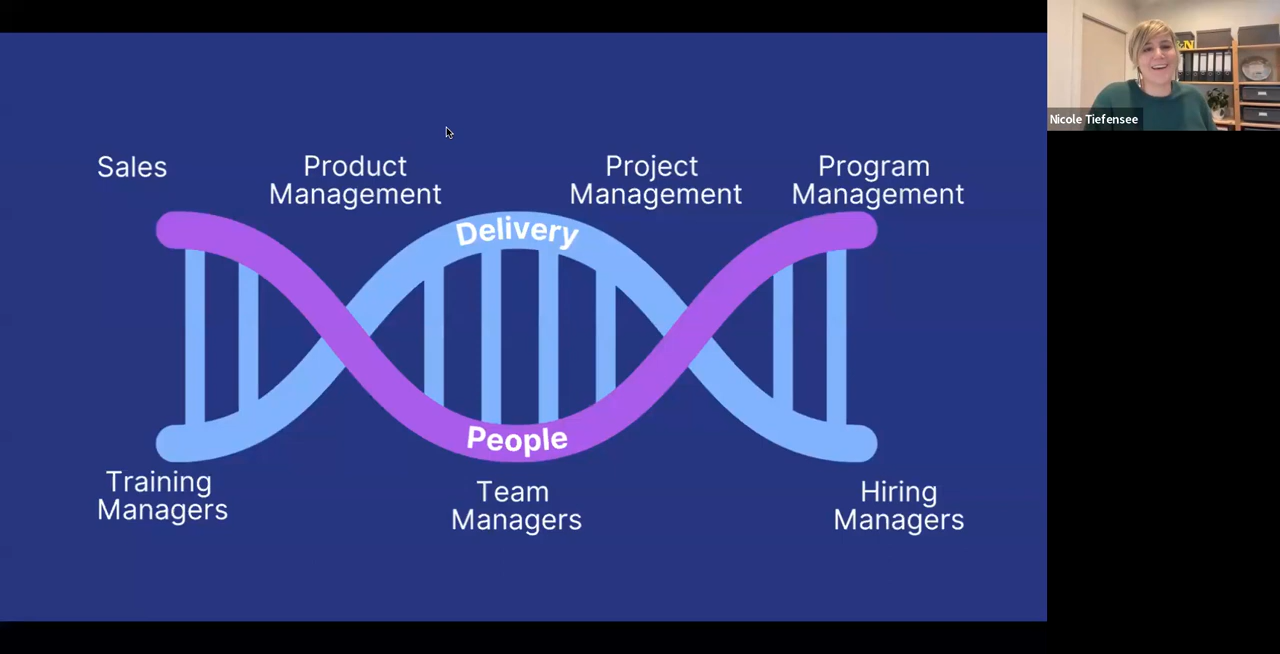 Sales
Product
Management
Project
Management
Program
Management
Delivery
People
Training
Managers
Team
Managers
Hiring
Managers
&N
Nicole Tiefensee